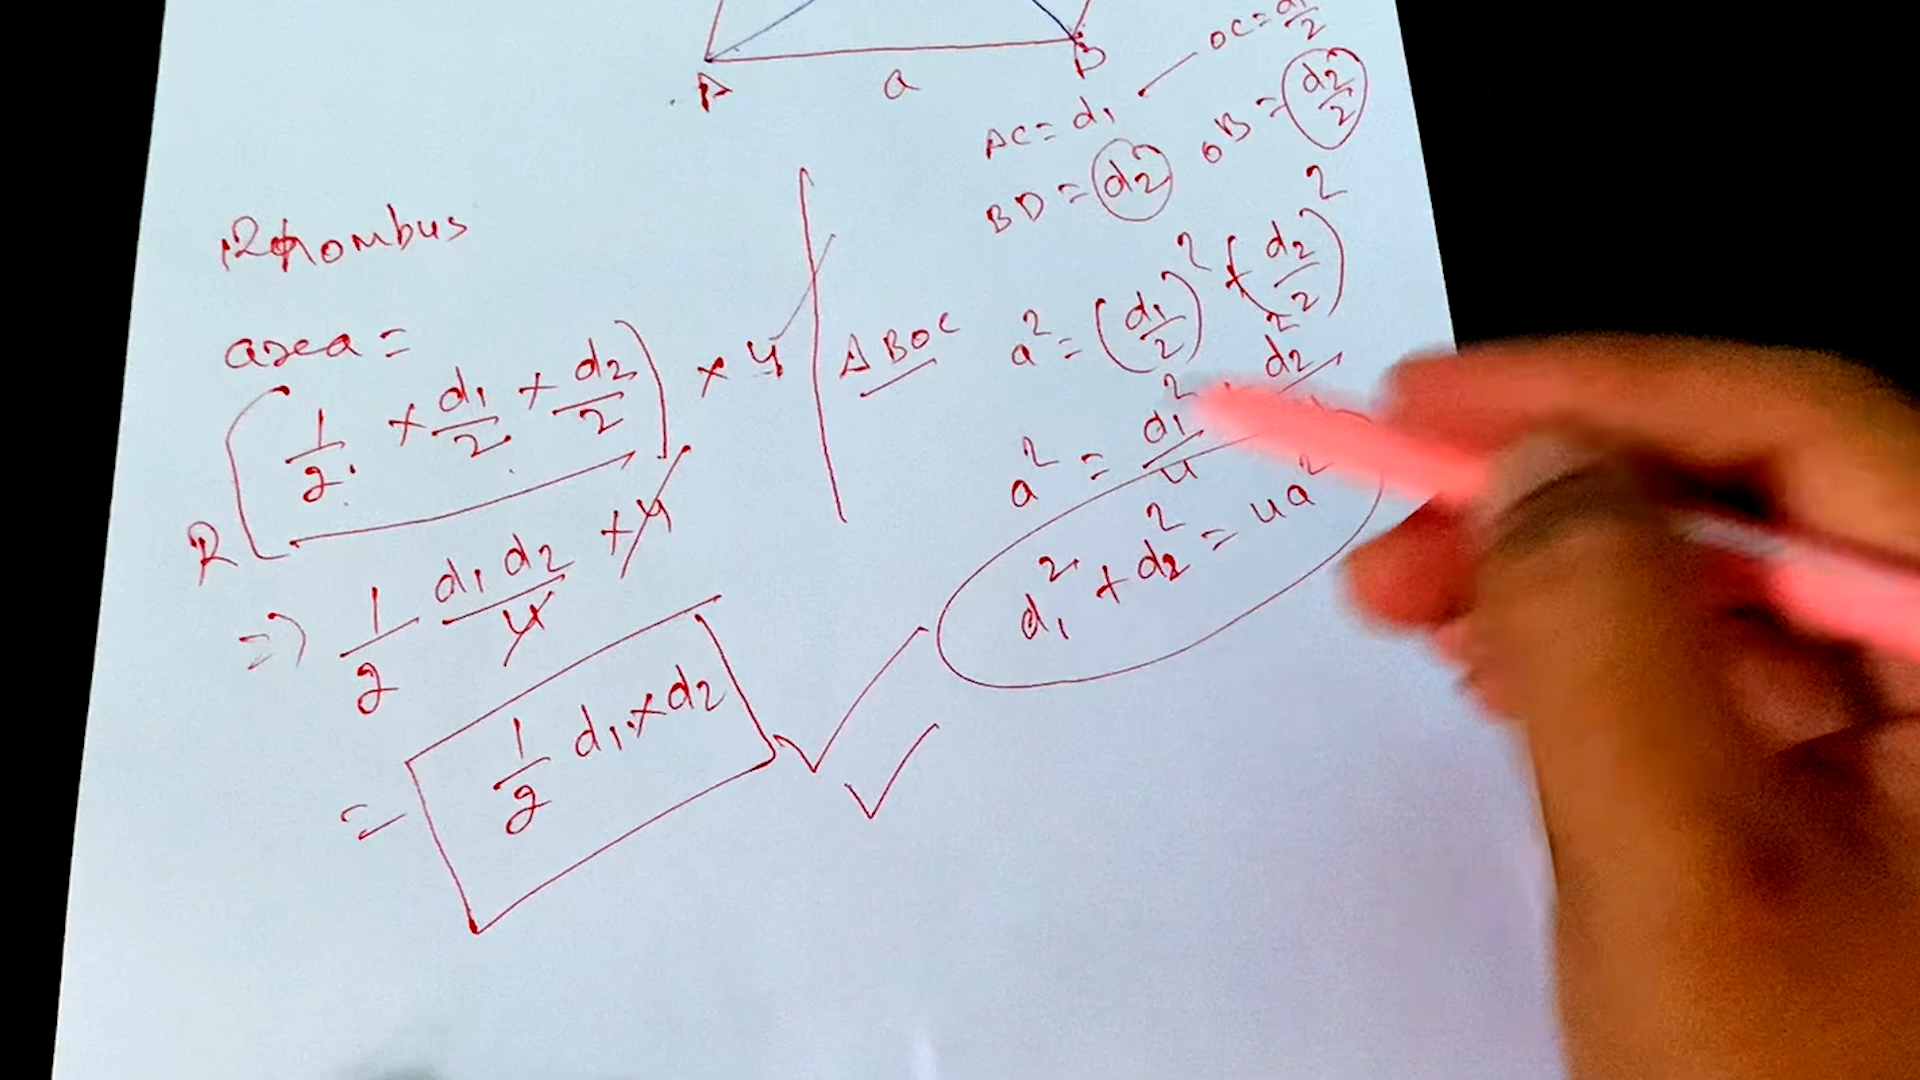 A a B
OC = d₁/2
AC = d₁
OB = d₂/2
BD = d₂
Rhombus
area =
(1/2 × d₁/2 × d₂/2) × 4
R
⇒ 1/2 d₁d₂/4 × 4
= 1/2 d₁ × d₂
Δ BOC
a² = (d₁/2)² + (d₂/2)²
a² = d₁²/4 + d₂²
d₁² + d₂² = 4a²